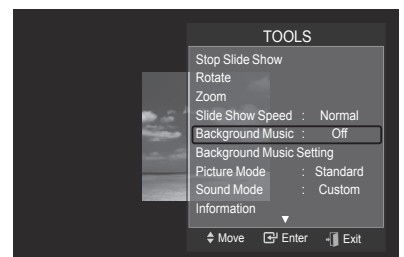 TOOLS
Stop Slide Show
Rotate
Zoom
Slide Show Speed : Normal
Background Music : Off
Background Music Setting
Picture Mode : Standard
Sound Mode : Custom
Information
Move Enter Exit